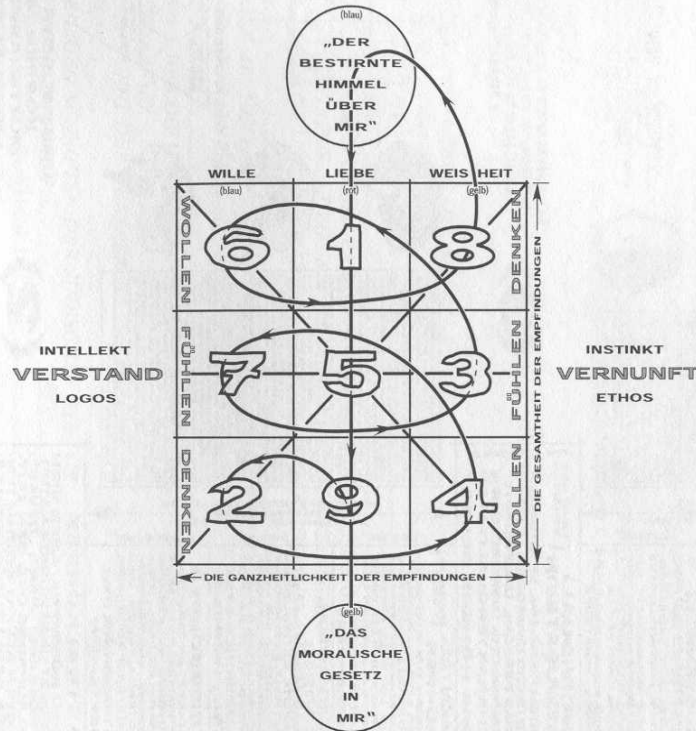 (blau)
„DER
BESTIRNTE
HIMMEL
ÜBER
MIR“
WILLE
LIEBE
WEISHEIT
(blau)
(rot)
(gelb)
WOLLEN
6
1
8
DENKEN
INTELLEKT
VERSTAND
LOGOS
FÜHLEN
7
5
3
FÜHLEN
INSTINKT
VERNUNFT
ETHOS
DENKEN
2
9
4
WOLLEN
DIE GESAMTHEIT DER EMPFINDUNGEN
DIE GANZHEITLICHKEIT DER EMPFINDUNGEN
(gelb)
„DAS
MORALISCHE
GESETZ
IN
MIR“